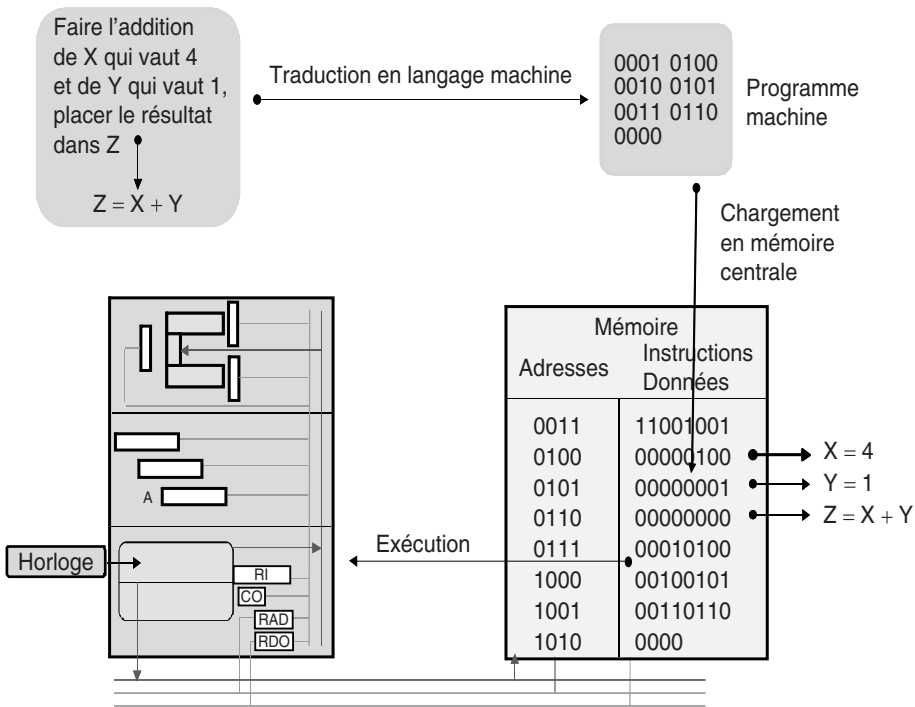 Faire l'addition
de X qui vaut 4
et de Y qui vaut 1,
placer le résultat
dans Z
Z = X + Y
Traduction en langage machine
0001 0100
0010 0101
0011 0110
0000
Programme
machine
Chargement
en mémoire
centrale
Mémoire
Adresses
Instructions
Données
0011 11001001
0100 00000100 X = 4
0101 00000001 Y = 1
0110 00000000 Z = X + Y
0111 00010100
1000 00100101
1001 00110110
1010 0000
Exécution
A
Horloge
RI
CO
RAD
RDO